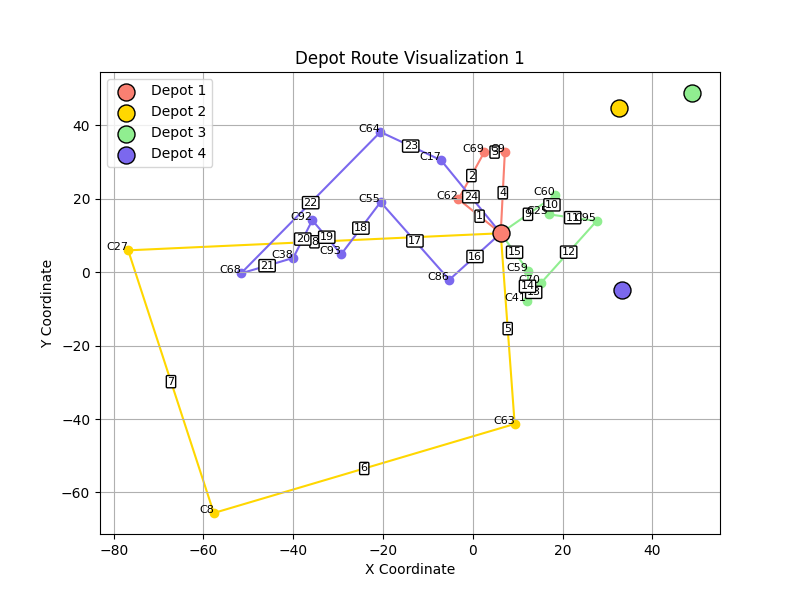 Depot Route Visualization 1
Depot 1
Depot 2
Depot 3
Depot 4
Y Coordinate
40
20
0
−20
−40
−60
−80
−60
−40
−20
0
20
40
X Coordinate
C64
23
C17
C69
3
C9
2
C62
4
24
1
C60
9
C25
10
11
C95
22
C55
C92
18
20
8
19
C93
17
C27
C38
21
C68
16
C86
15
12
C59
C70
14
13
C41
5
7
C63
6
C8